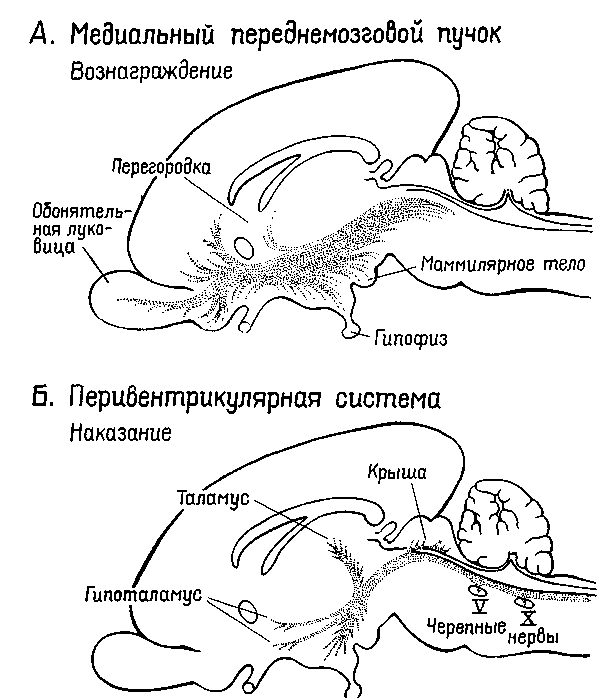 А. Медиальный переднемозговой пучок
Вознаграждение
Перегородка
Обонятель-
ная луко-
вица
Маммилярное тело
Гипофиз
Б. Перивентрикулярная система
Наказание
Крыша
Таламус
Гипоталамус
V
X
Черепные нервы